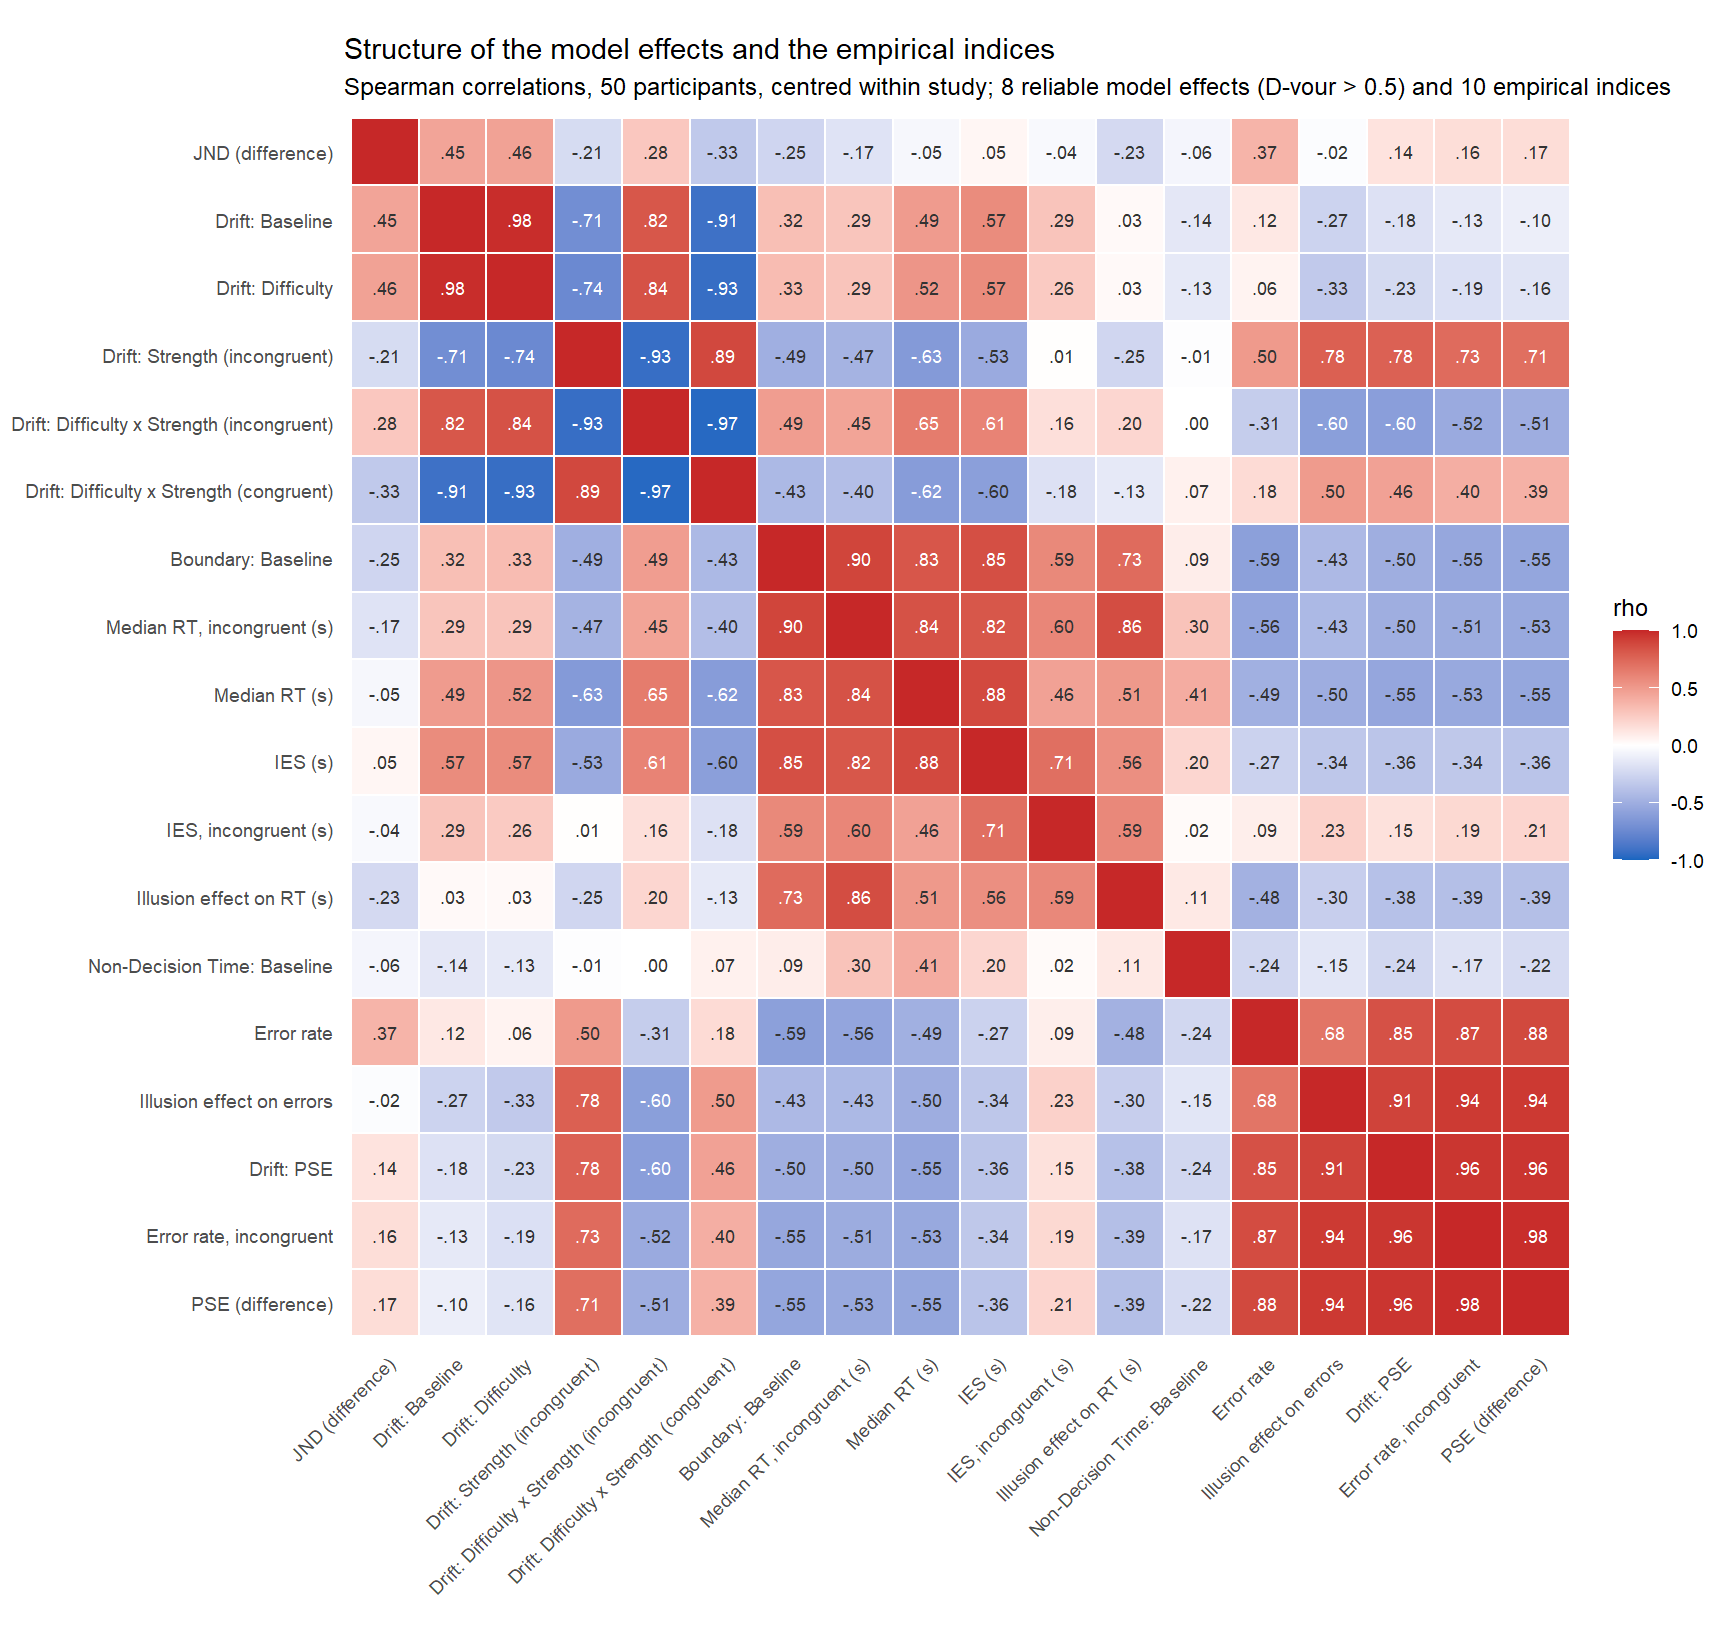 Structure of the model effects and the empirical indices
Spearman correlations, 50 participants, centred within study; 8 reliable model effects (D-vour > 0.5) and 10 empirical indices
JND (difference) .45 .46 -.21 .28 -.33 -.25 -.17 -.05 .05 -.04 -.23 -.06 .37 -.02 .14 .16 .17
Drift: Baseline .45 .98 -.71 .82 -.91 .32 .29 .49 .57 .29 .03 -.14 .12 -.27 -.18 -.13 -.10
Drift: Difficulty .46 .98 -.74 .84 -.93 .33 .29 .52 .57 .26 .03 -.13 .06 -.33 -.23 -.19 -.16
Drift: Strength (incongruent) -.21 -.71 -.74 -.93 .89 -.49 -.47 -.63 -.53 .01 -.25 -.01 .50 .78 .78 .73 .71
Drift: Difficulty x Strength (incongruent) .28 .82 .84 -.93 -.97 .49 .45 .65 .61 .16 .20 .00 -.31 -.60 -.60 -.52 -.51
Drift: Difficulty x Strength (congruent) -.33 -.91 -.93 .89 -.97 -.43 -.40 -.62 -.60 -.18 -.13 .07 .18 .50 .46 .40 .39
Boundary: Baseline -.25 .32 .33 -.49 .49 -.43 .90 .83 .85 .59 .73 .09 -.59 -.43 -.50 -.55 -.55
Median RT, incongruent (s) -.17 .29 .29 -.47 .45 -.40 .90 .84 .82 .60 .86 .30 -.56 -.43 -.50 -.51 -.53
Median RT (s) -.05 .49 .52 -.63 .65 -.62 .83 .84 .88 .46 .51 .41 -.49 -.50 -.55 -.53 -.55
IES (s) .05 .57 .57 -.53 .61 -.60 .85 .82 .88 .71 .56 .20 -.27 -.34 -.36 -.34 -.36
IES, incongruent (s) -.04 .29 .26 .01 .16 -.18 .59 .60 .46 .71 .59 .02 .09 .23 .15 .19 .21
Illusion effect on RT (s) -.23 .03 .03 -.25 .20 -.13 .73 .86 .51 .56 .59 .11 -.48 -.30 -.38 -.39 -.39
Non-Decision Time: Baseline -.06 -.14 -.13 -.01 .00 .07 .09 .30 .41 .20 .02 .11 -.24 -.15 -.24 -.17 -.22
Error rate .37 .12 .06 .50 -.31 .18 -.59 -.56 -.49 -.27 .09 -.48 -.24 .68 .85 .87 .88
Illusion effect on errors -.02 -.27 -.33 .78 -.60 .50 -.43 -.43 -.50 -.34 .23 -.30 -.15 .68 .91 .94 .94
Drift: PSE .14 -.18 -.23 .78 -.60 .46 -.50 -.50 -.55 -.36 .15 -.38 -.24 .85 .91 .96 .96
Error rate, incongruent .16 -.13 -.19 .73 -.52 .40 -.55 -.51 -.53 -.34 .19 -.39 -.17 .87 .94 .96 .98
PSE (difference) .17 -.10 -.16 .71 -.51 .39 -.55 -.53 -.55 -.36 .21 -.39 -.22 .88 .94 .96 .98
JND (difference)
Drift: Baseline
Drift: Difficulty
Drift: Strength (incongruent)
Drift: Difficulty x Strength (incongruent)
Drift: Difficulty x Strength (congruent)
Boundary: Baseline
Median RT, incongruent (s)
Median RT (s)
IES (s)
IES, incongruent (s)
Illusion effect on RT (s)
Non-Decision Time: Baseline
Error rate
Illusion effect on errors
Drift: PSE
Error rate, incongruent
PSE (difference)
rho
1.0
0.5
0.0
-0.5
-1.0